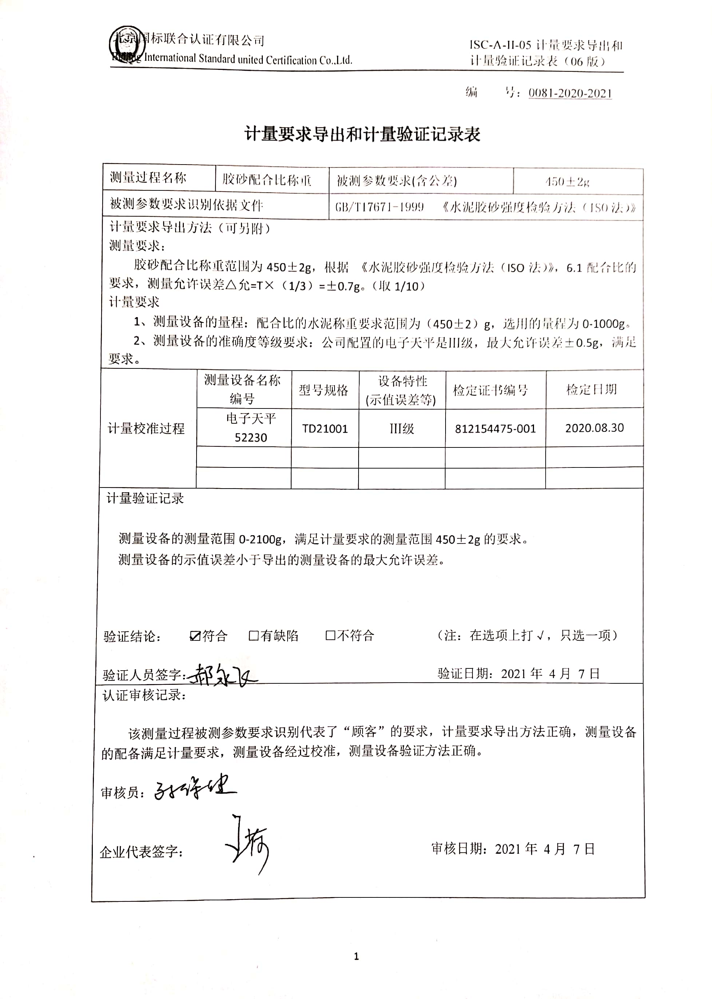 北京国标联合认证有限公司
Beijing International Standard united Certification Co.,Ltd.
ISC-A-II-05 计量要求导出和
计量验证记录表（06 版）
编 号：0081-2020-2021
计量要求导出和计量验证记录表
测量过程名称 胶砂配合比称重 被测参数要求(含公差) 450±2g
被测参数要求识别依据文件 GB/T17671-1999 《水泥胶砂强度检验方法（ISO 法）》
计量要求导出方法（可另附）
测量要求：
胶砂配合比称重范围为 450±2g，根据 《水泥胶砂强度检验方法（ISO 法）》，6.1 配合比的
要求，测量允许误差△允=T×（1/3）=±0.7g。（取 1/10）
计量要求
1、测量设备的量程：配合比的水泥称重要求范围为（450±2）g，选用的量程为 0-1000g。
2、测量设备的准确度等级要求：公司配置的电子天平是III级，最大允许误差±0.5g，满足
要求。
计量校准过程
测量设备名称
编号
型号规格
设备特性
(示值误差等)
检定证书编号
检定日期
电子天平
52230
TD21001
III级
812154475-001
2020.08.30
计量验证记录
测量设备的测量范围 0-2100g，满足计量要求的测量范围 450±2g 的要求。
测量设备的示值误差小于导出的测量设备的最大允许误差。
验证结论： ☑符合 □有缺陷 □不符合 （注：在选项上打√，只选一项）
验证人员签字： 验证日期：2021 年 4 月 7 日
认证审核记录：
该测量过程被测参数要求识别代表了“顾客”的要求，计量要求导出方法正确，测量设备
的配备满足计量要求，测量设备经过校准，测量设备验证方法正确。
审核员：
企业代表签字： 审核日期：2021 年 4 月 7 日
1